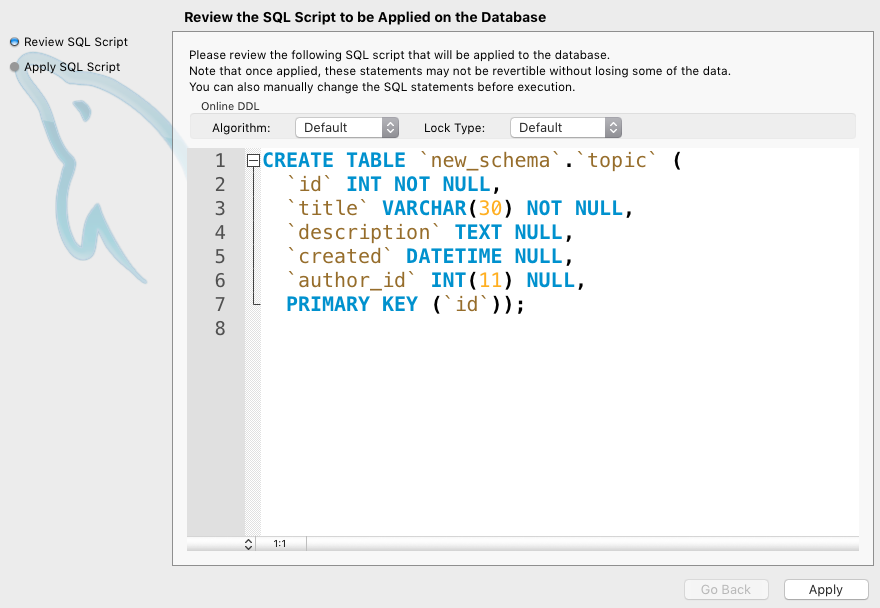 Review the SQL Script to be Applied on the Database
Review SQL Script
Apply SQL Script
Please review the following SQL script that will be applied to the database.
Note that once applied, these statements may not be revertible without losing some of the data.
You can also manually change the SQL statements before execution.
Online DDL
Algorithm: Default Lock Type: Default
1 CREATE TABLE `new_schema`.`topic` (
2 `id` INT NOT NULL,
3 `title` VARCHAR(30) NOT NULL,
4 `description` TEXT NULL,
5 `created` DATETIME NULL,
6 `author_id` INT(11) NULL,
7 PRIMARY KEY (`id`));
8
1:1
Go Back Apply